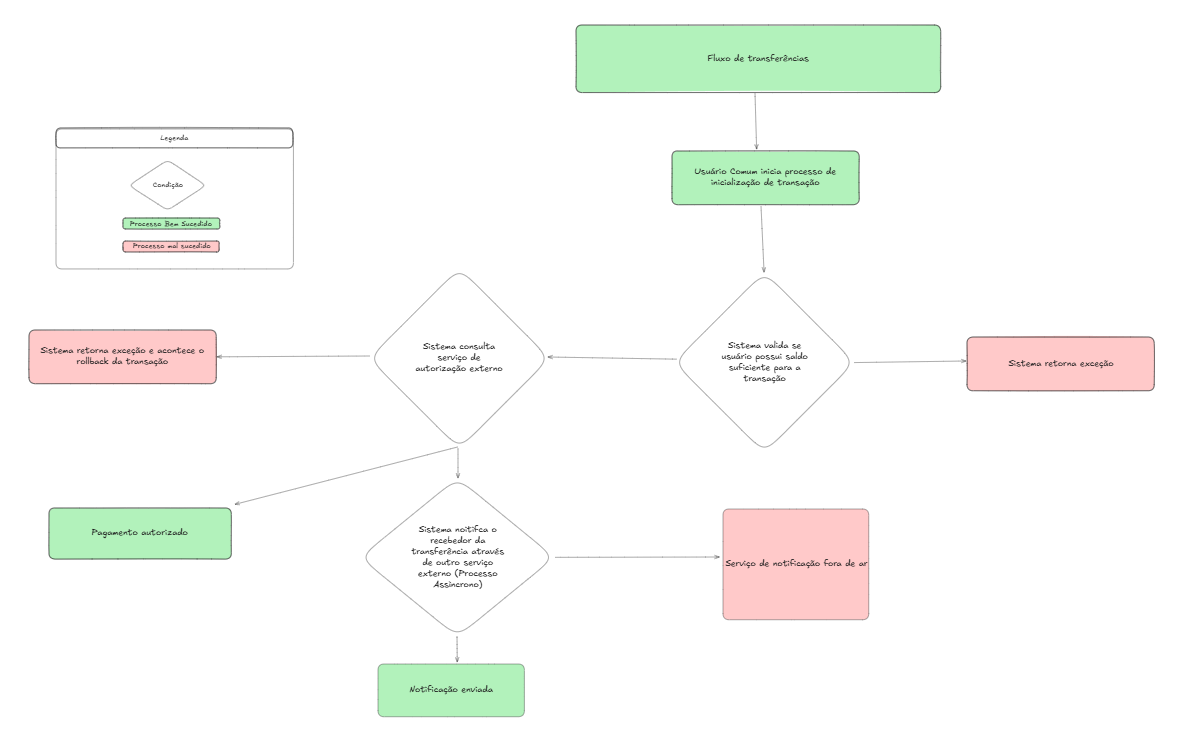 Fluxo de transferências
Legenda
Condição
Processo Bem Sucedido
Processo mal sucedido
Usuário Comum inicia processo de
inicialização de transação
Sistema retorna exceção e acontece o
rollback da transação
Sistema consulta
serviço de
autorização externo
Sistema valida se
usuário possui saldo
suficiente para a
transação
Sistema retorna exceção
Pagamento autorizado
Sistema noitifca o
recebedor da
transferência através
de outro serviço
externo (Processo
Assincrono)
Serviço de notificação fora de ar
Notificação enviada